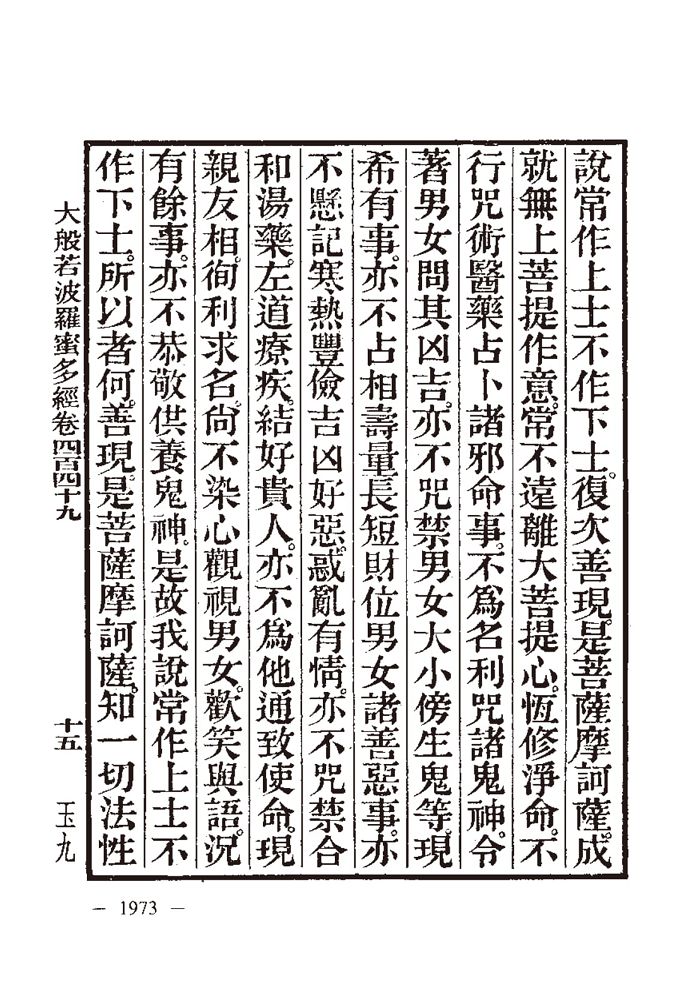 說常作上士不作下士。復次善現。是菩薩摩訶薩。成
就無上菩提作意。常不遠離大菩提心。恆修淨命。不
行咒術醫藥占卜諸邪命事。不爲名利咒諸鬼神。令
著男女問其凶吉。亦不咒禁男女大小傍生鬼等。現
希有事。亦不占相壽量長短財位男女諸善惡事。亦
不懸記寒熱豐儉吉凶好惡。惑亂有情。亦不咒禁合
和湯藥。左道療疾。結好貴人。亦不爲他通致使命。現
親友相。徇利求名。尙不染心觀視男女。歡笑與語。況
有餘事。亦不恭敬供養鬼神。是故我說常作上士不
作下士。所以者何。善現。是菩薩摩訶薩。知一切法性
大般若波羅蜜多經卷四百四十九
十五
玉九
— 1973 —